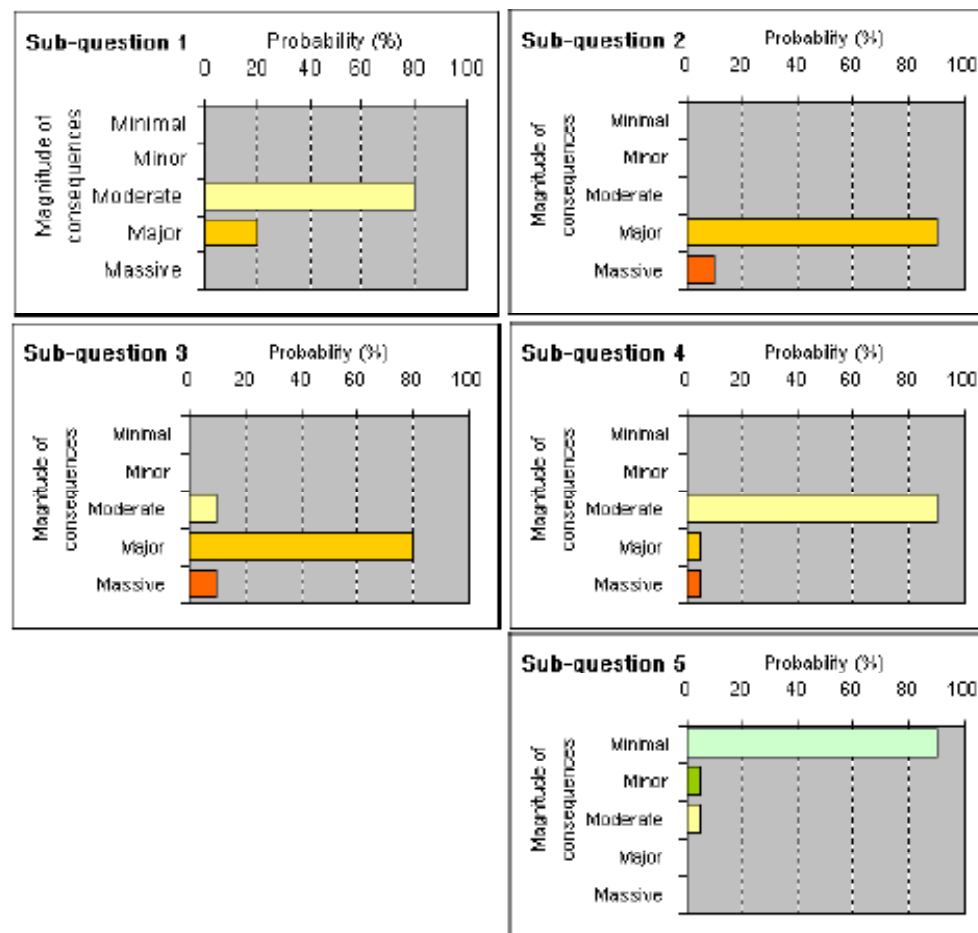 Sub-question 1
Probability (%)
0 20 40 60 80 100
Magnitude of
consequences
Minimal
Minor
Moderate
Major
Massive
Sub-question 2
Probability (%)
0 20 40 60 80 100
Magnitude of
consequences
Minimal
Minor
Moderate
Major
Massive
Sub-question 3
Probability (%)
0 20 40 60 80 100
Magnitude of
consequences
Minimal
Minor
Moderate
Major
Massive
Sub-question 4
Probability (%)
0 20 40 60 80 100
Magnitude of
consequences
Minimal
Minor
Moderate
Major
Massive
Sub-question 5
Probability (%)
0 20 40 60 80 100
Magnitude of
consequences
Minimal
Minor
Moderate
Major
Massive